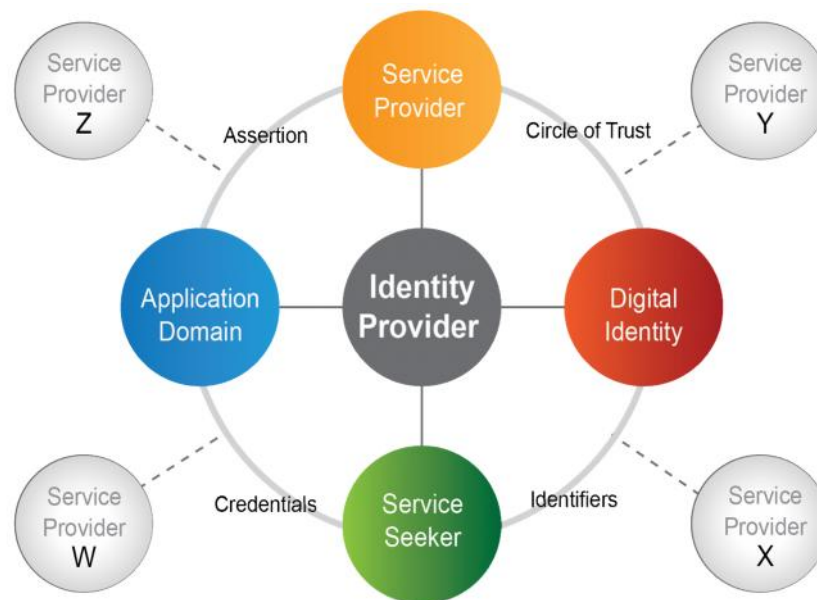 Service
Provider
Z
Service
Provider
Service
Provider
Y
Assertion
Circle of Trust
Application
Domain
Identity
Provider
Digital
Identity
Service
Provider
W
Credentials
Service
Seeker
Identifiers
Service
Provider
X